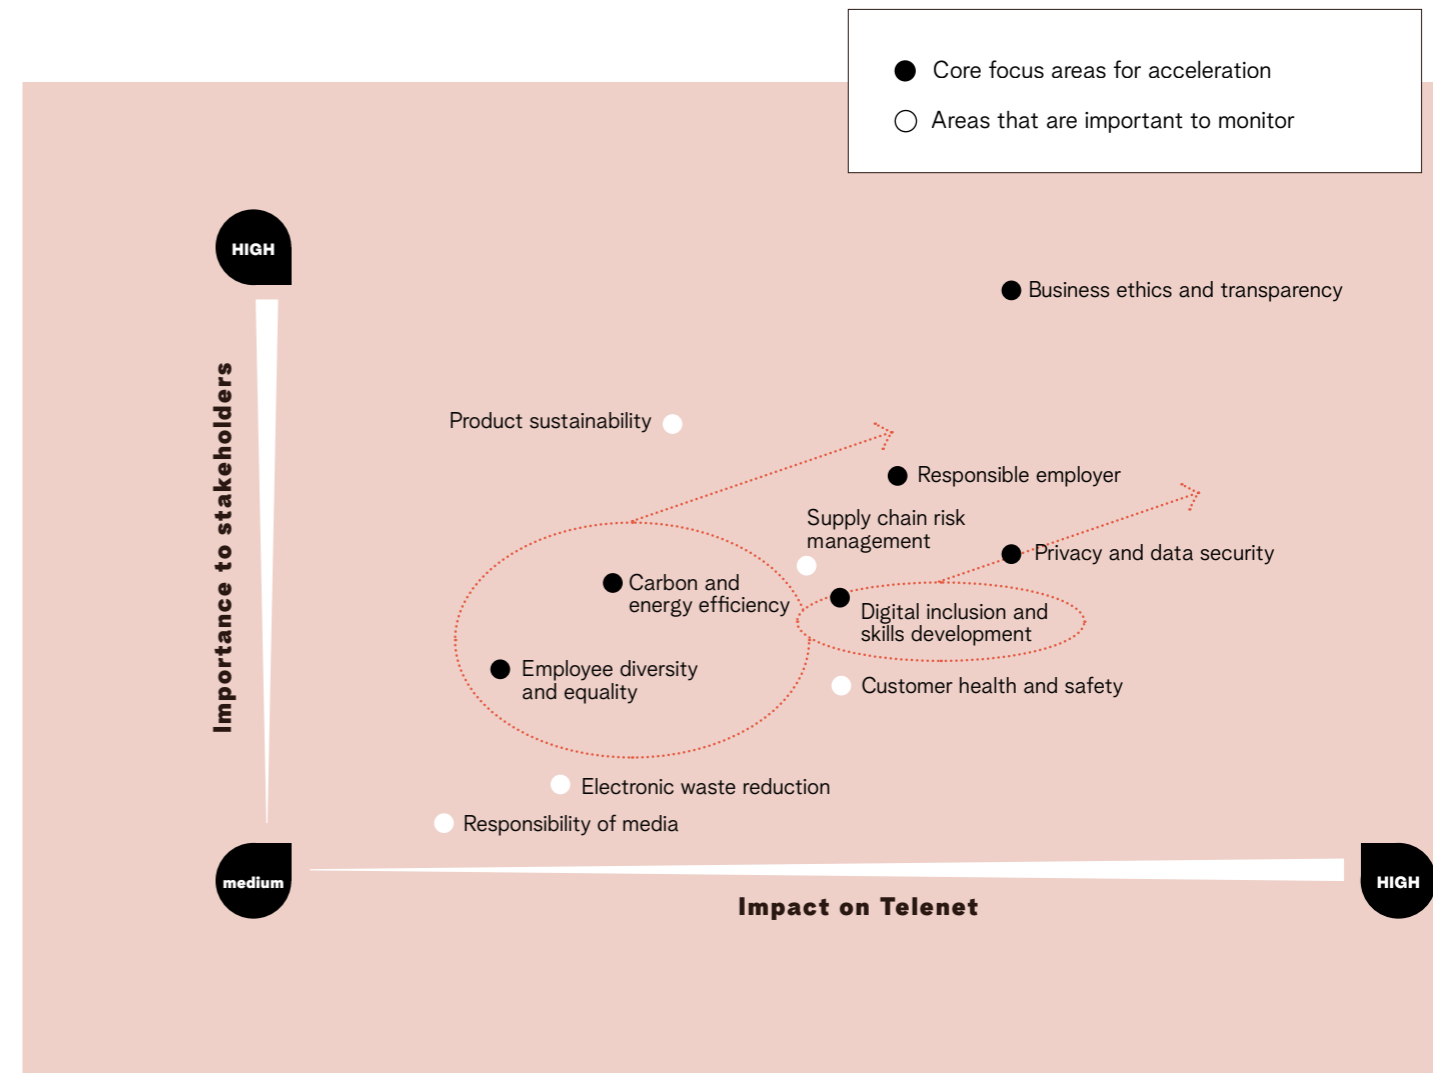 Core focus areas for acceleration
Areas that are important to monitor
HIGH
Business ethics and transparency
Product sustainability
Responsible employer
Supply chain risk
management
Privacy and data security
Carbon and
energy efficiency
Digital inclusion and
skills development
Employee diversity
and equality
Customer health and safety
Electronic waste reduction
Responsibility of media
Importance to stakeholders
medium
HIGH
Impact on Telenet